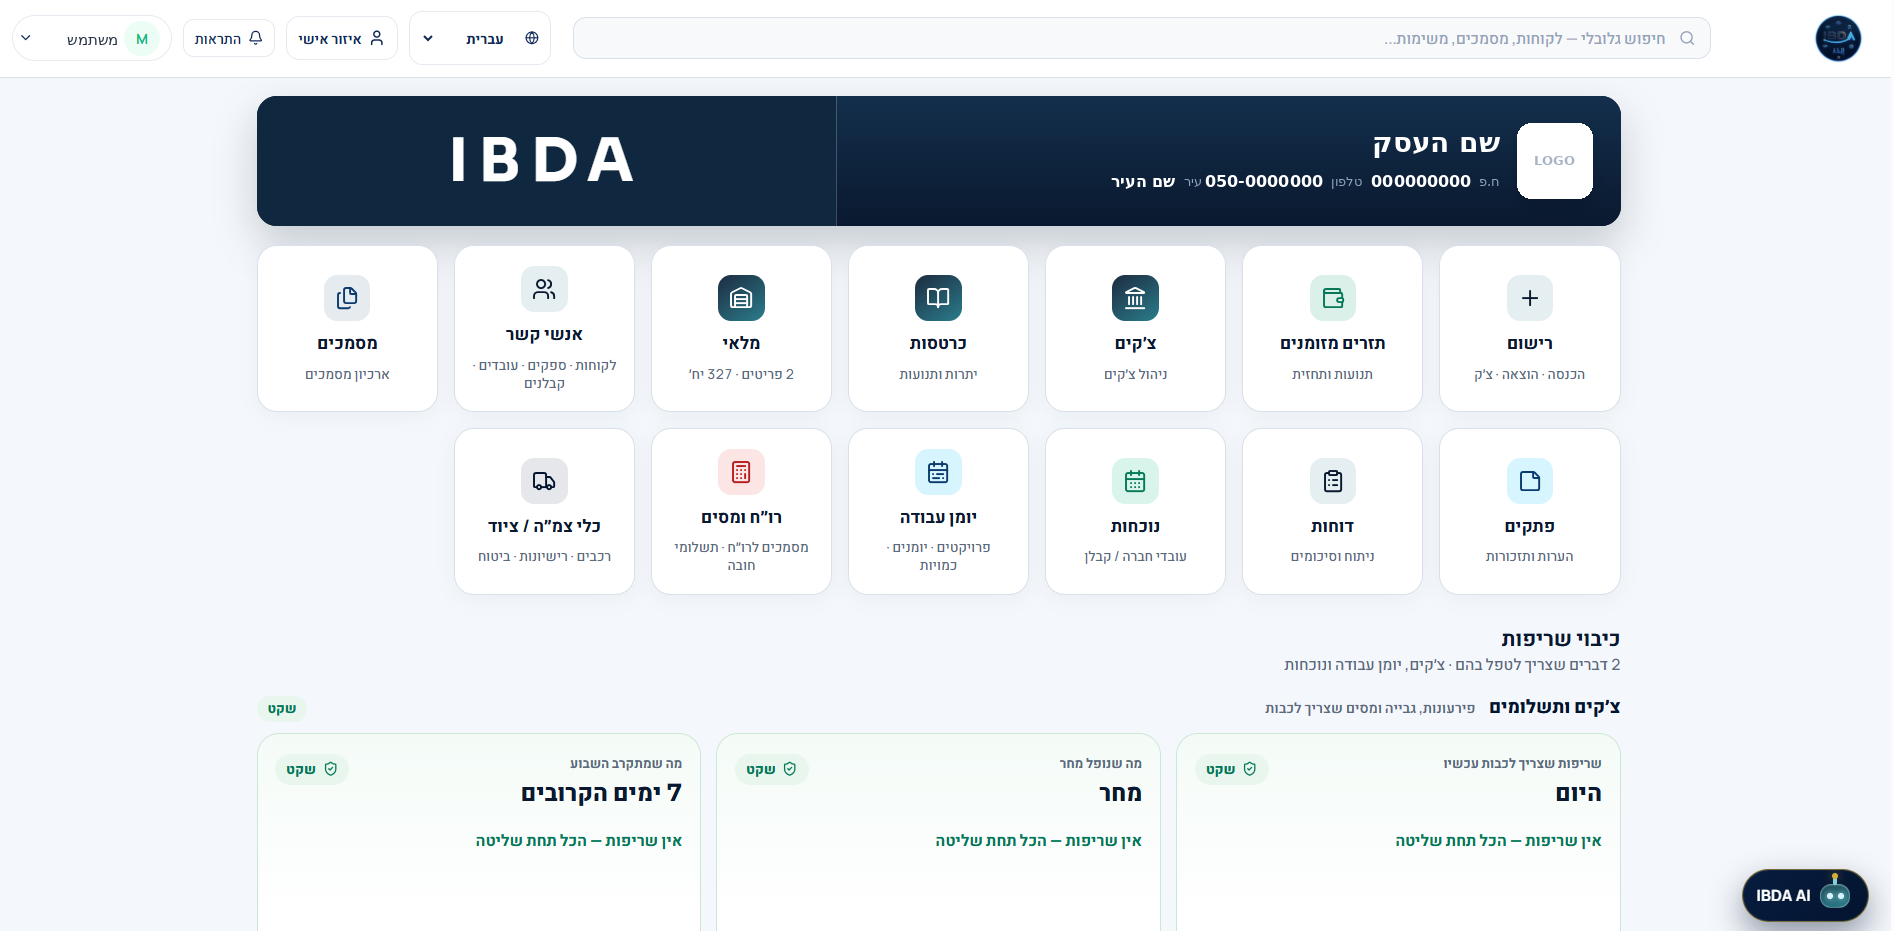 חיפוש גלובלי – לקוחות, מסמכים, משימות...
עברית
איזור אישי
התראות
M משתמש
LOGO
שם העסק
ח.פ 000000000 טלפון 050-0000000 עיר שם העיר
IBDA
רישום
הכנסה · הוצאה · צ'ק
תזרים מזומנים
תנועות ותחזית
צ'קים
ניהול צ'קים
כרטסות
יתרות ותנועות
מלאי
2 פריטים · 327 יח'
אנשי קשר
לקוחות · ספקים · עובדים ·
קבלנים
מסמכים
ארכיון מסמכים
פתקים
הערות ותזכורות
דוחות
ניתוח וסיכומים
נוכחות
עובדי חברה / קבלן
יומן עבודה
פרויקטים · יומנים ·
כמויות
רו"ח ומסים
מסמכים לרו"ח · תשלומי
חובה
כלי צמ"ה / ציוד
רכבים · רישיונות · ביטוח
כיבוי שריפות
2 דברים שצריך לטפל בהם · צ'קים, יומן עבודה ונוכחות
צ'קים ותשלומים פירעונות, גבייה ומסים שצריך לכבות
שקט
שריפות שצריך לכבות עכשיו
שקט
היום
אין שריפות – הכל תחת שליטה
מה שנופל מחר
שקט
מחר
אין שריפות – הכל תחת שליטה
מה שמתקרב השבוע
שקט
7 ימים הקרובים
אין שריפות – הכל תחת שליטה
IBDA AI